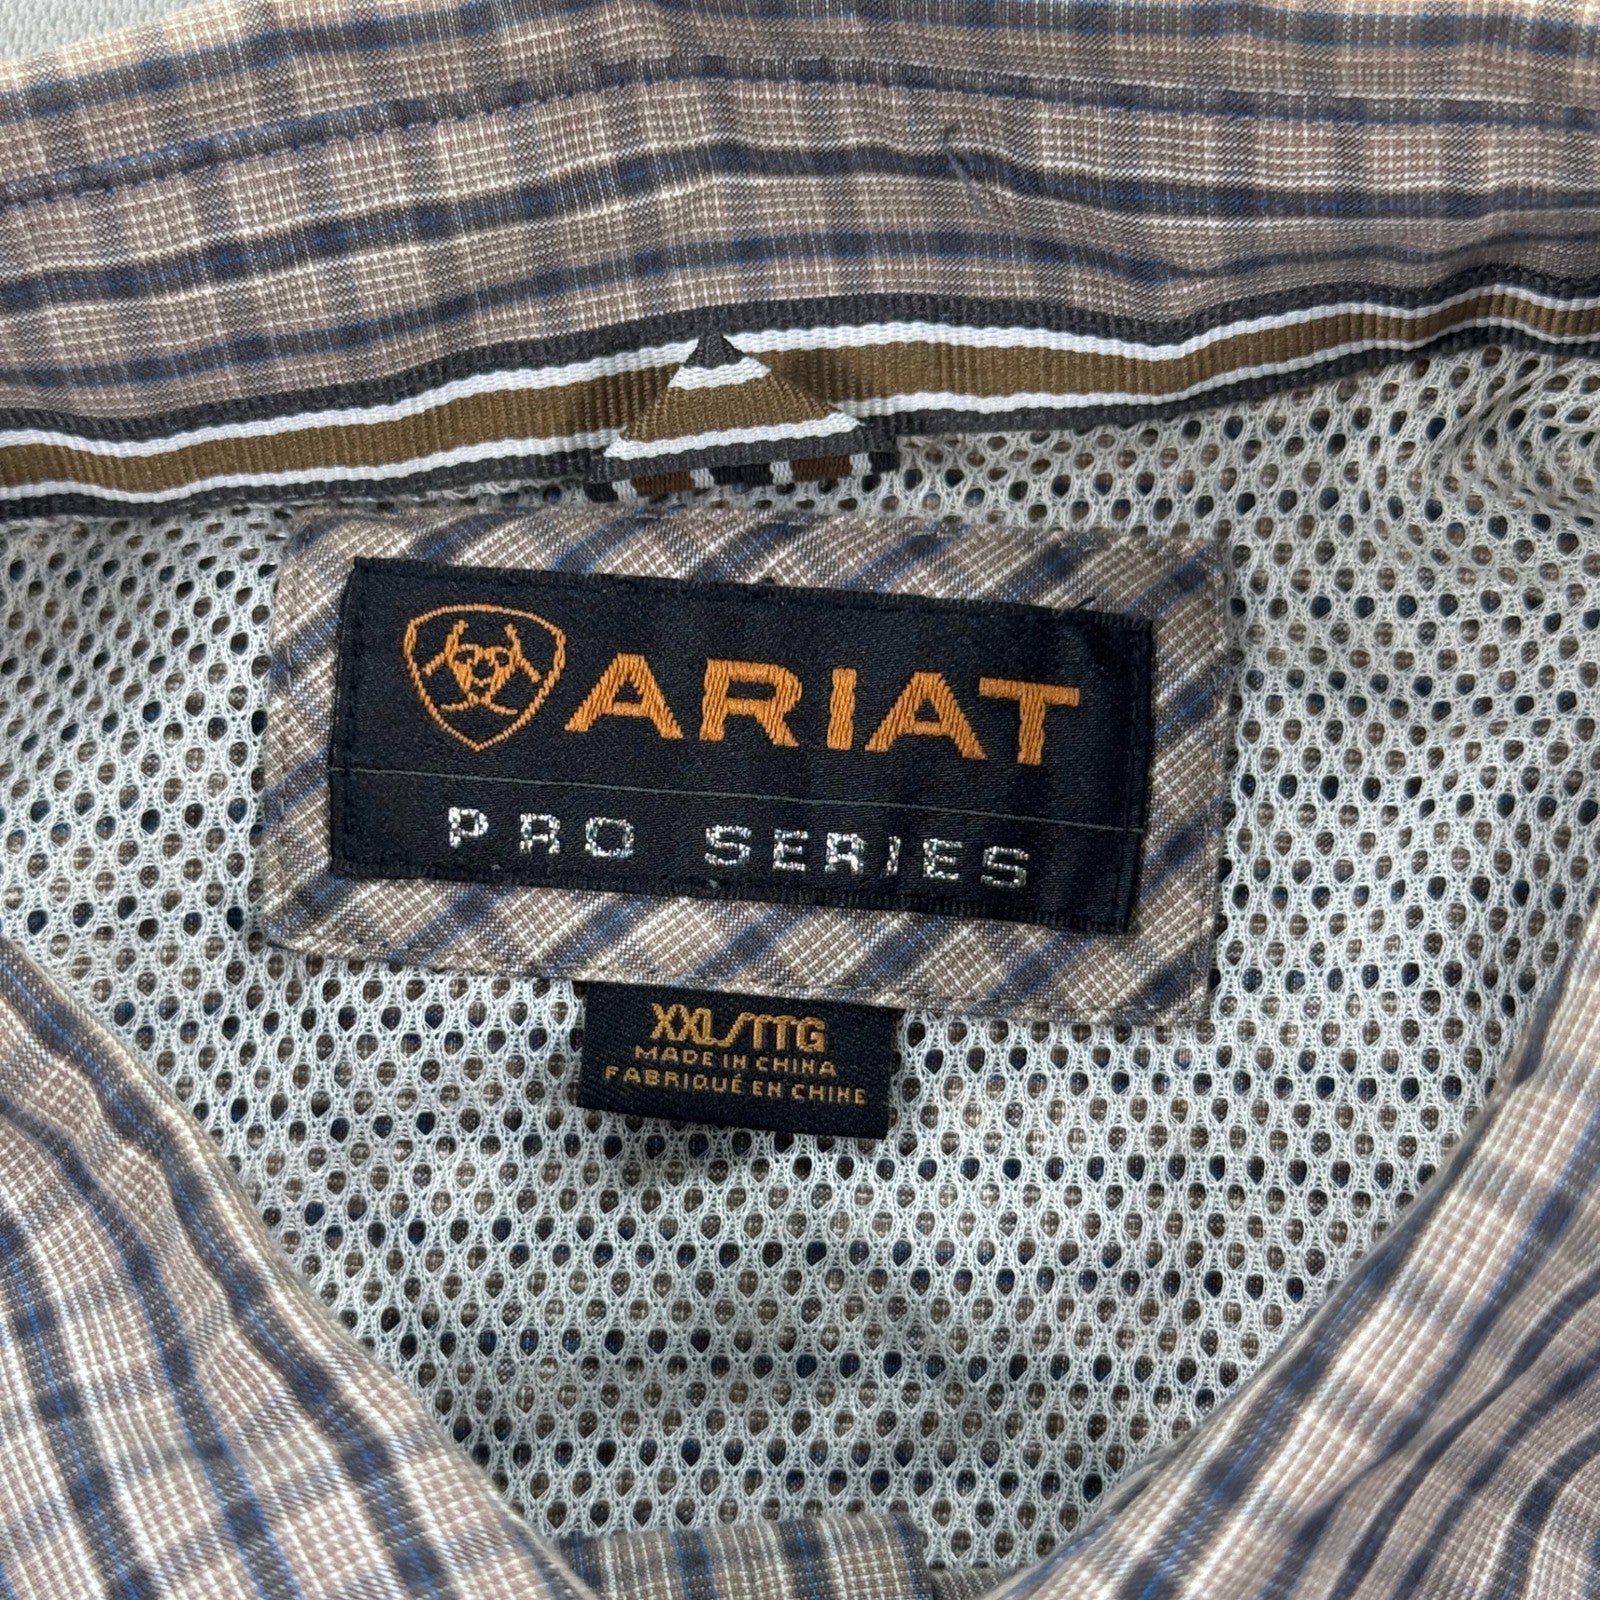 ARIAT
PRO SERIES
XXL/TTG
MADE IN CHINA
FABRIQUÉ EN CHINE